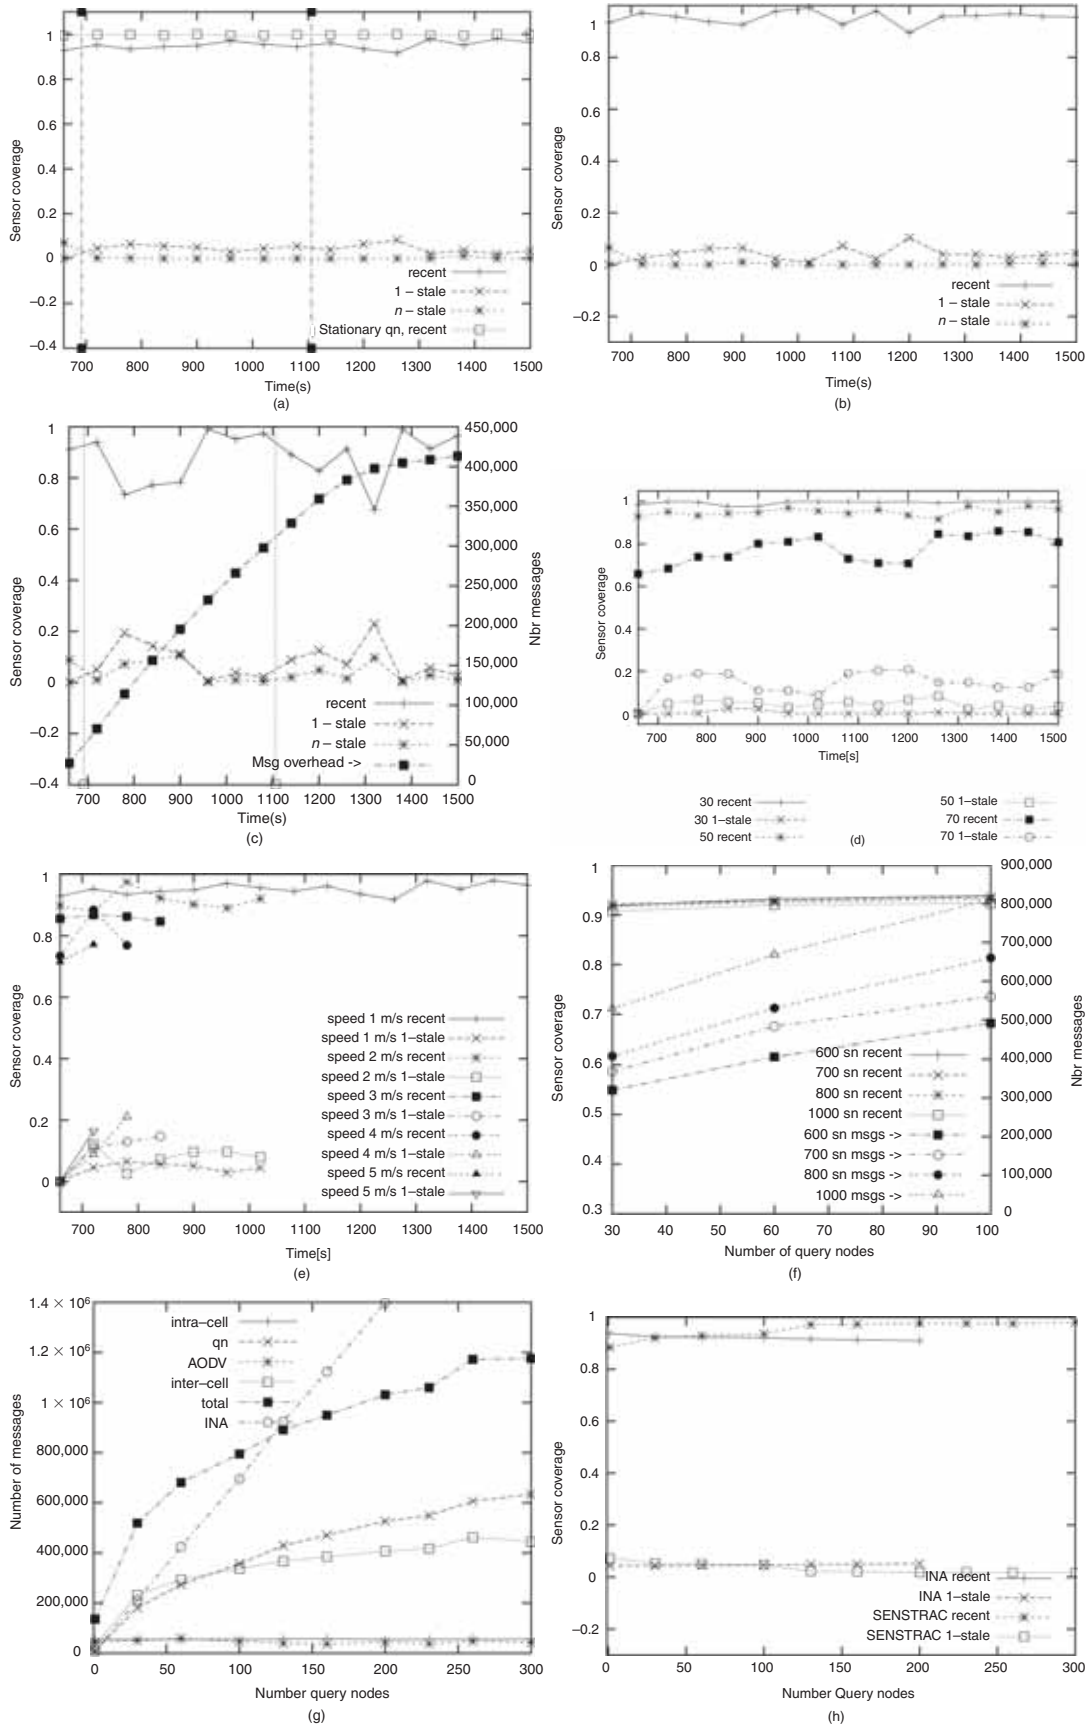 1
0.8
0.6
0.4
0.2
0
–0.2
–0.4
Sensor coverage
recent
1 – stale
n – stale
Stationary qn, recent
700 800 900 1000 1100 1200 1300 1400 1500
Time(s)
(a)
1
0.8
0.6
0.4
0.2
0
–0.2
Sensor coverage
recent
1 – stale
n – stale
700 800 900 1000 1100 1200 1300 1400 1500
Time(s)
(b)
1
0.8
0.6
0.4
0.2
0
–0.2
–0.4
Sensor coverage
450,000
400,000
350,000
300,000
250,000
200,000
150,000
100,000
50,000
0
Nbr messages
recent
1 – stale
n – stale
Msg overhead ->
700 800 900 1000 1100 1200 1300 1400 1500
Time(s)
(c)
1
0.8
0.6
0.4
0.2
0
Sensor coverage
700 800 900 1000 1100 1200 1300 1400 1500
Time[s]
30 recent
30 1–stale
50 recent
50 1–stale
70 recent
70 1–stale
(d)
1
0.8
0.6
0.4
0.2
0
Sensor coverage
speed 1 m/s recent
speed 1 m/s 1–stale
speed 2 m/s recent
speed 2 m/s 1–stale
speed 3 m/s recent
speed 3 m/s 1–stale
speed 4 m/s recent
speed 4 m/s 1–stale
speed 5 m/s recent
speed 5 m/s 1–stale
700 800 900 1000 1100 1200 1300 1400 1500
Time[s]
(e)
1
0.9
0.8
0.7
0.6
0.5
0.4
0.3
Sensor coverage
900,000
800,000
700,000
600,000
500,000
400,000
300,000
200,000
100,000
0
Nbr messages
600 sn recent
700 sn recent
800 sn recent
1000 sn recent
600 sn msgs ->
700 sn msgs ->
800 sn msgs ->
1000 msgs ->
30 40 50 60 70 80 90 100
Number of query nodes
(f)
1.4 × 10⁶
1.2 × 10⁶
1 × 10⁶
800,000
600,000
400,000
200,000
0
Number of messages
intra–cell
qn
AODV
inter–cell
total
INA
0 50 100 150 200 250 300
Number query nodes
(g)
1
0.8
0.6
0.4
0.2
0
–0.2
Sensor coverage
INA recent
INA 1–stale
SENSTRAC recent
SENSTRAC 1–stale
0 50 100 150 200 250 300
Number Query nodes
(h)